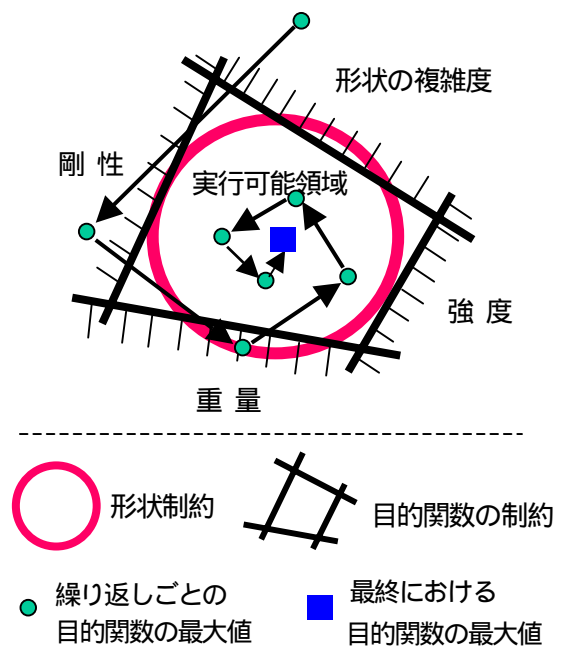 形状の複雑度
剛 性
実行可能領域
強 度
重 量
形状制約
目的関数の制約
繰り返しごとの
目的関数の最大値
最終における
目的関数の最大値